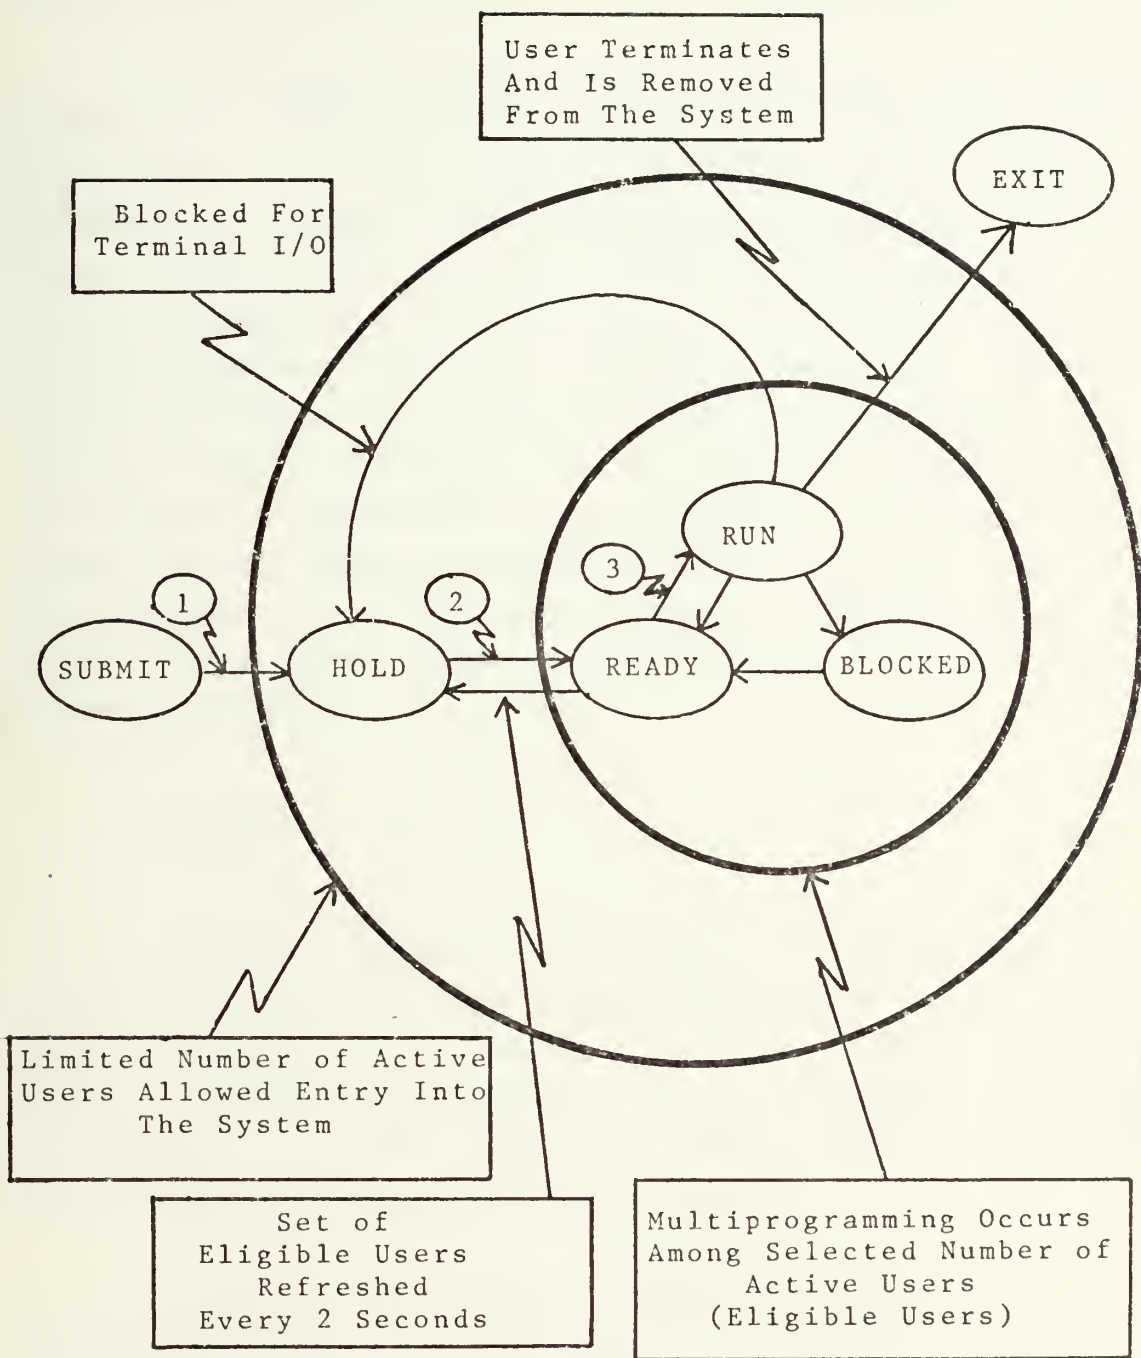 User Terminates
And Is Removed
From The System
EXIT
Blocked For
Terminal I/O
RUN
3
1
2
SUBMIT
HOLD
READY
BLOCKED
Limited Number of Active
Users Allowed Entry Into
The System
Set of
Eligible Users
Refreshed
Every 2 Seconds
Multiprogramming Occurs
Among Selected Number of
Active Users
(Eligible Users)